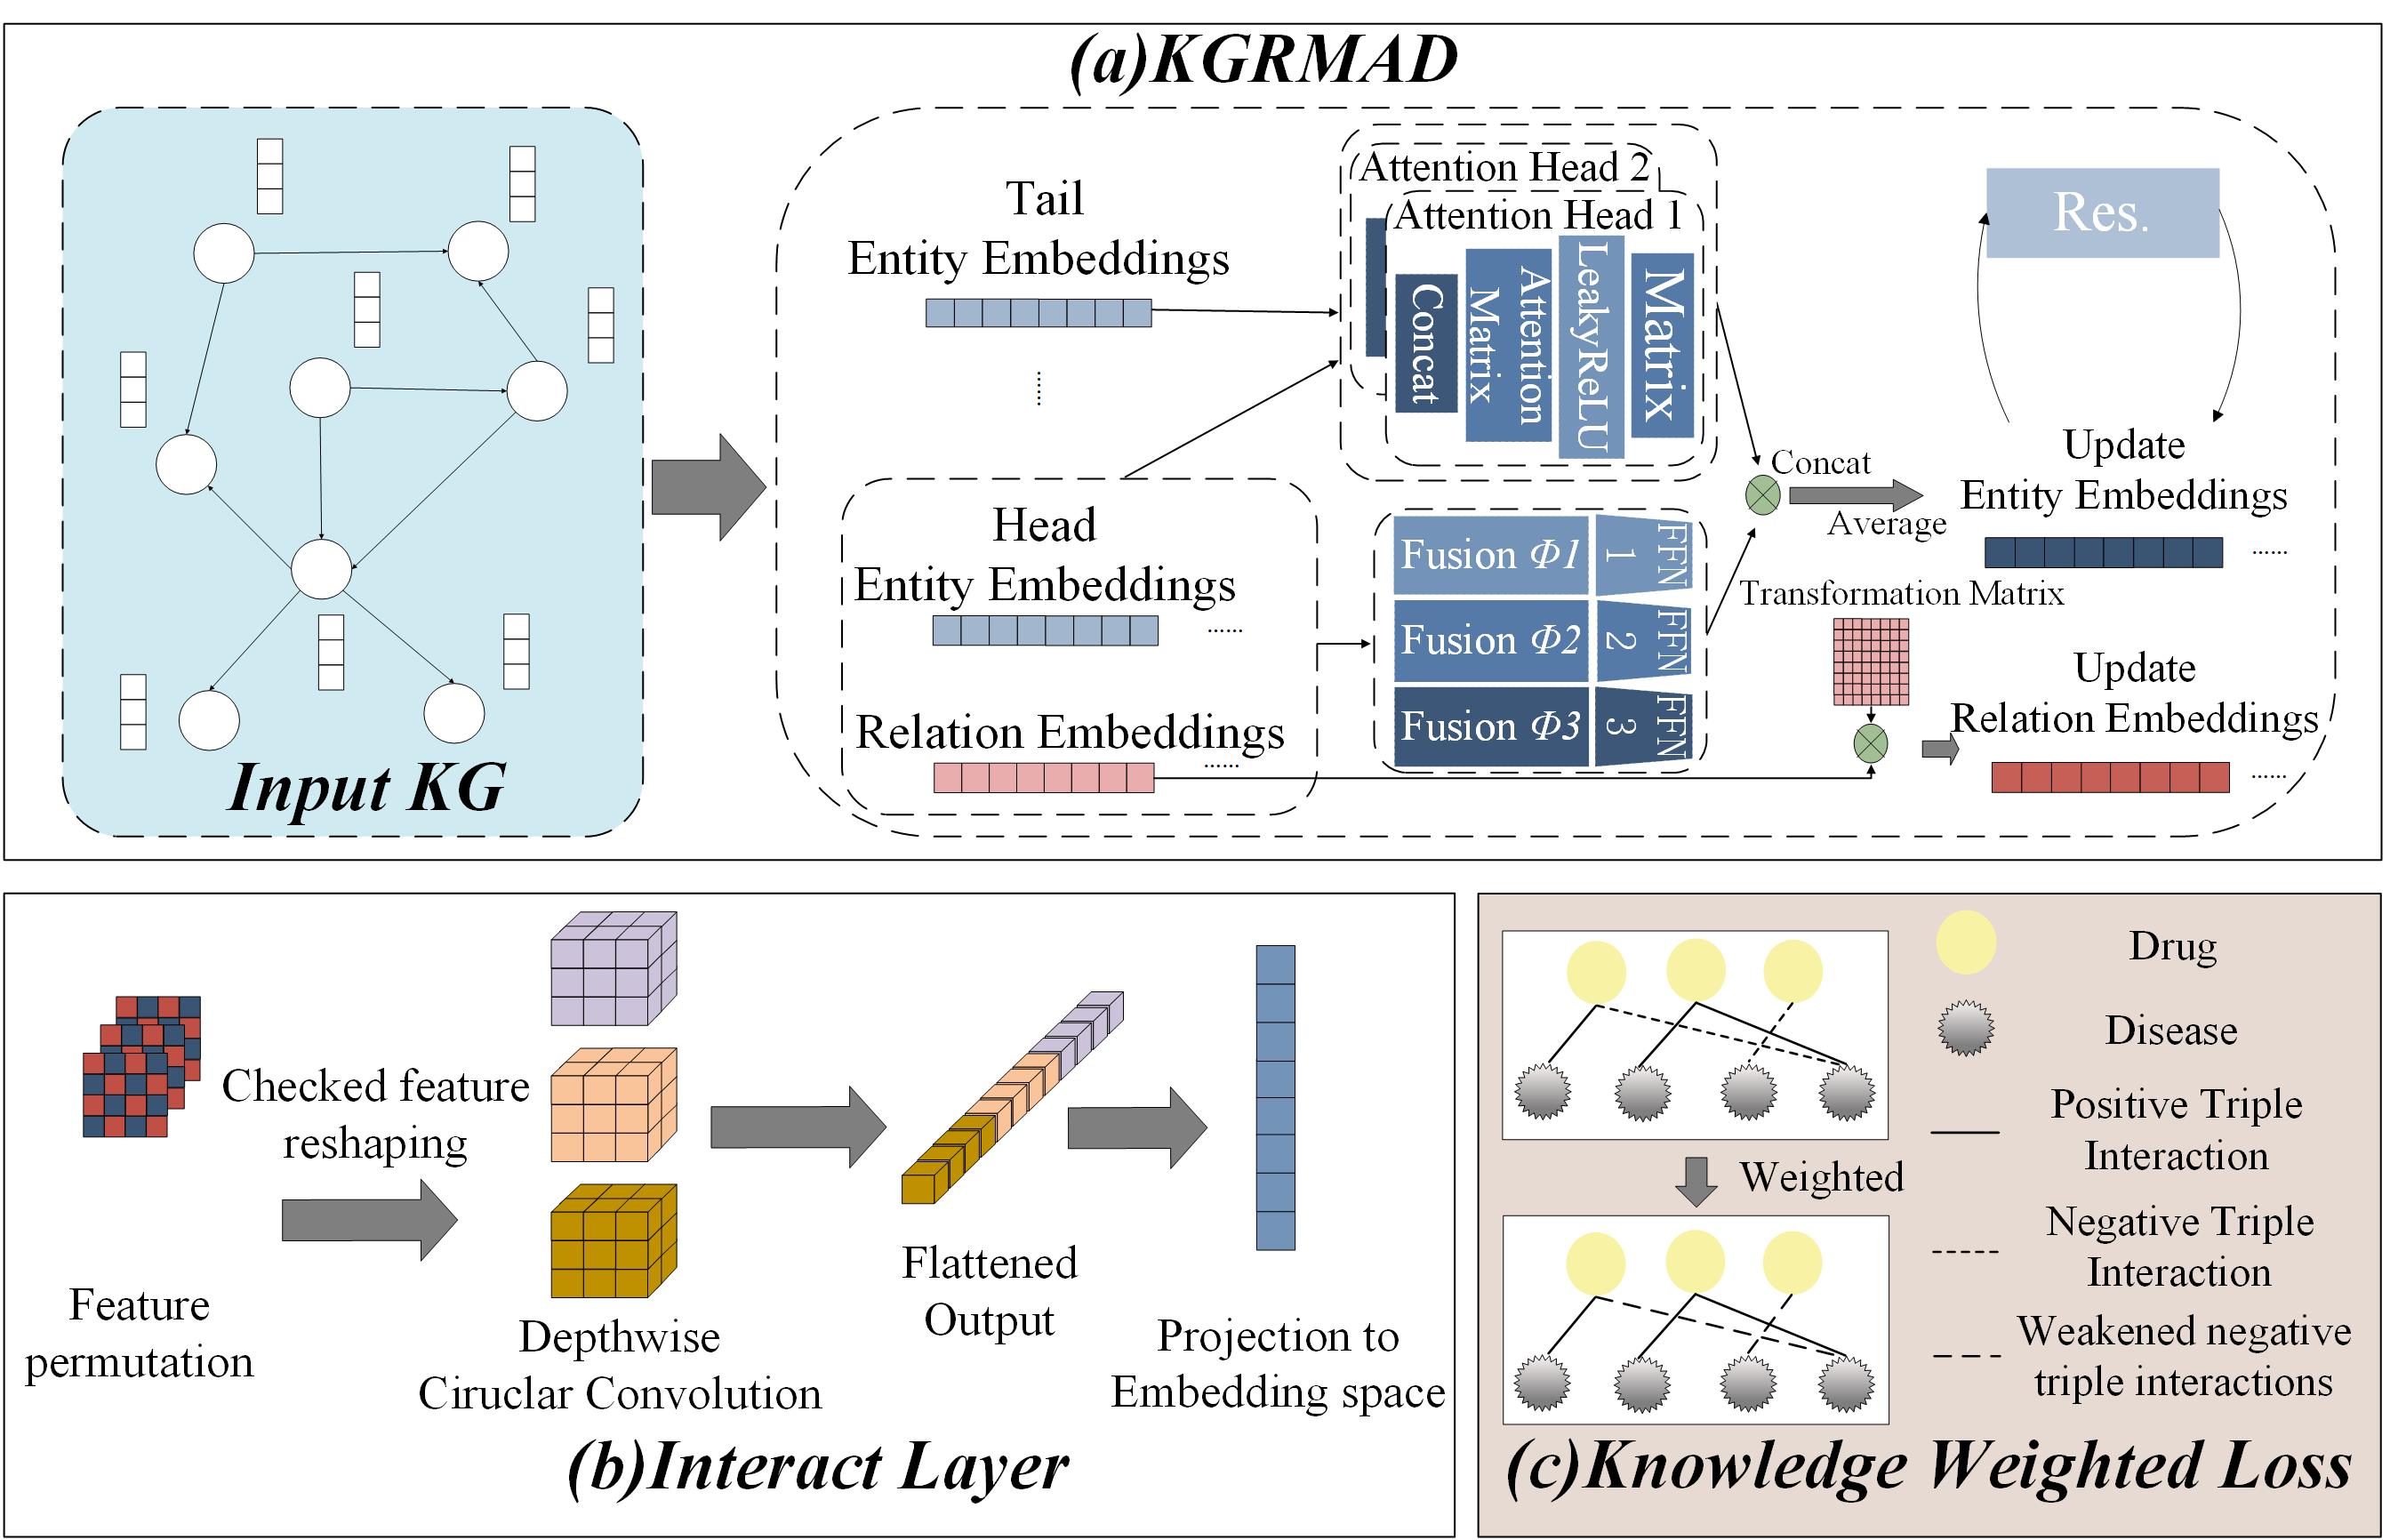 (a)KGRMAD
Input KG
Tail
Entity Embeddings
......
Head
Entity Embeddings
......
Relation Embeddings
......
Attention Head 2
Attention Head 1
Concat
Attention
Matrix
LeakyReLU
Matrix
Fusion Φ1
1
FFN
Fusion Φ2
2
FFN
Fusion Φ3
3
FFN
Concat
Average
Res.
Update
Entity Embeddings
......
Transformation Matrix
Update
Relation Embeddings
......
Feature
permutation
Checked feature
reshaping
Depthwise
Ciruclar Convolution
Flattened
Output
Projection to
Embedding space
(b)Interact Layer
Weighted
Drug
Disease
Positive Triple
Interaction
Negative Triple
Interaction
Weakened negative
triple interactions
(c)Knowledge Weighted Loss